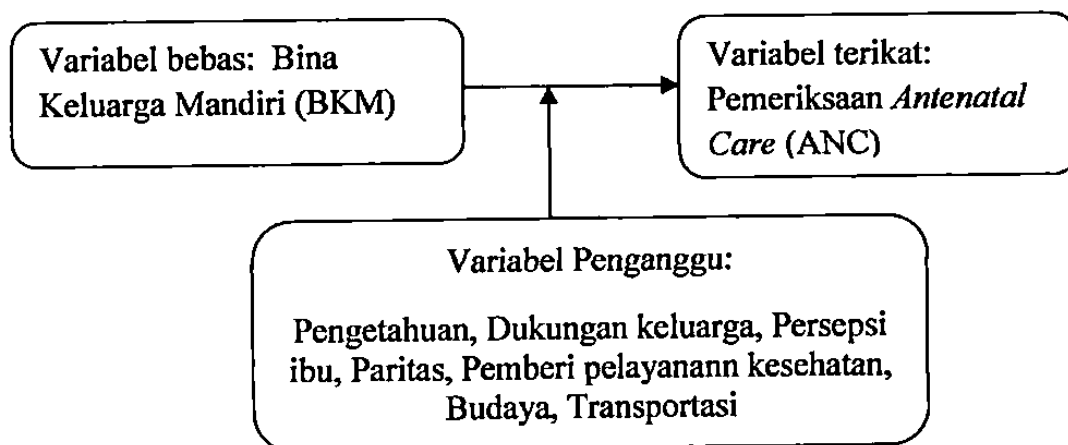 Variabel bebas: Bina
Keluarga Mandiri (BKM)
Variabel terikat:
Pemeriksaan Antenatal
Care (ANC)
Variabel Penganggu:
Pengetahuan, Dukungan keluarga, Persepsi
ibu, Paritas, Pemberi pelayanann kesehatan,
Budaya, Transportasi